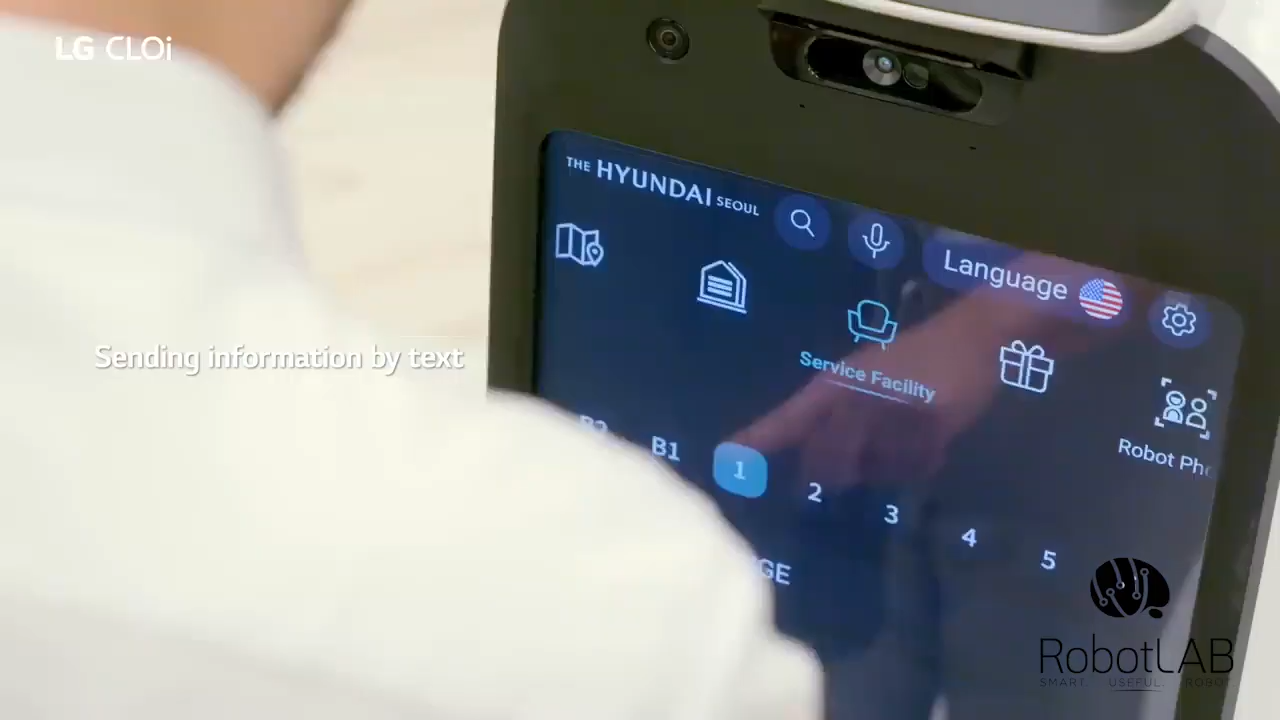 LG CLOi
THE HYUNDAI SEOUL
Language
Service Facility
Sending information by text
Robot
B1
1
2
3
4
5
RobotLAB
SMART. USEFUL. ROBOT